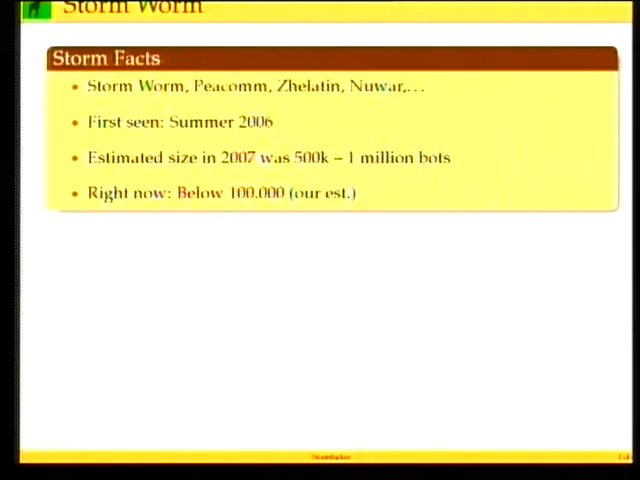 Storm Worm
Storm Facts
• Storm Worm, Peacomm, Zhelatin, Nuwar,...
• First seen: Summer 2006
• Estimated size in 2007 was 500k – 1 million bots
• Right now: Below 100.000 (our est.)
Stormfucker